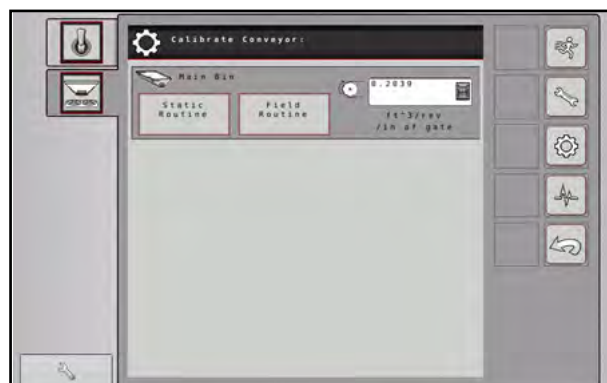 Calibrate Conveyor:
Main Bin
0.2039
Static
Routine
Field
Routine
ft^3/rev
/in of gate